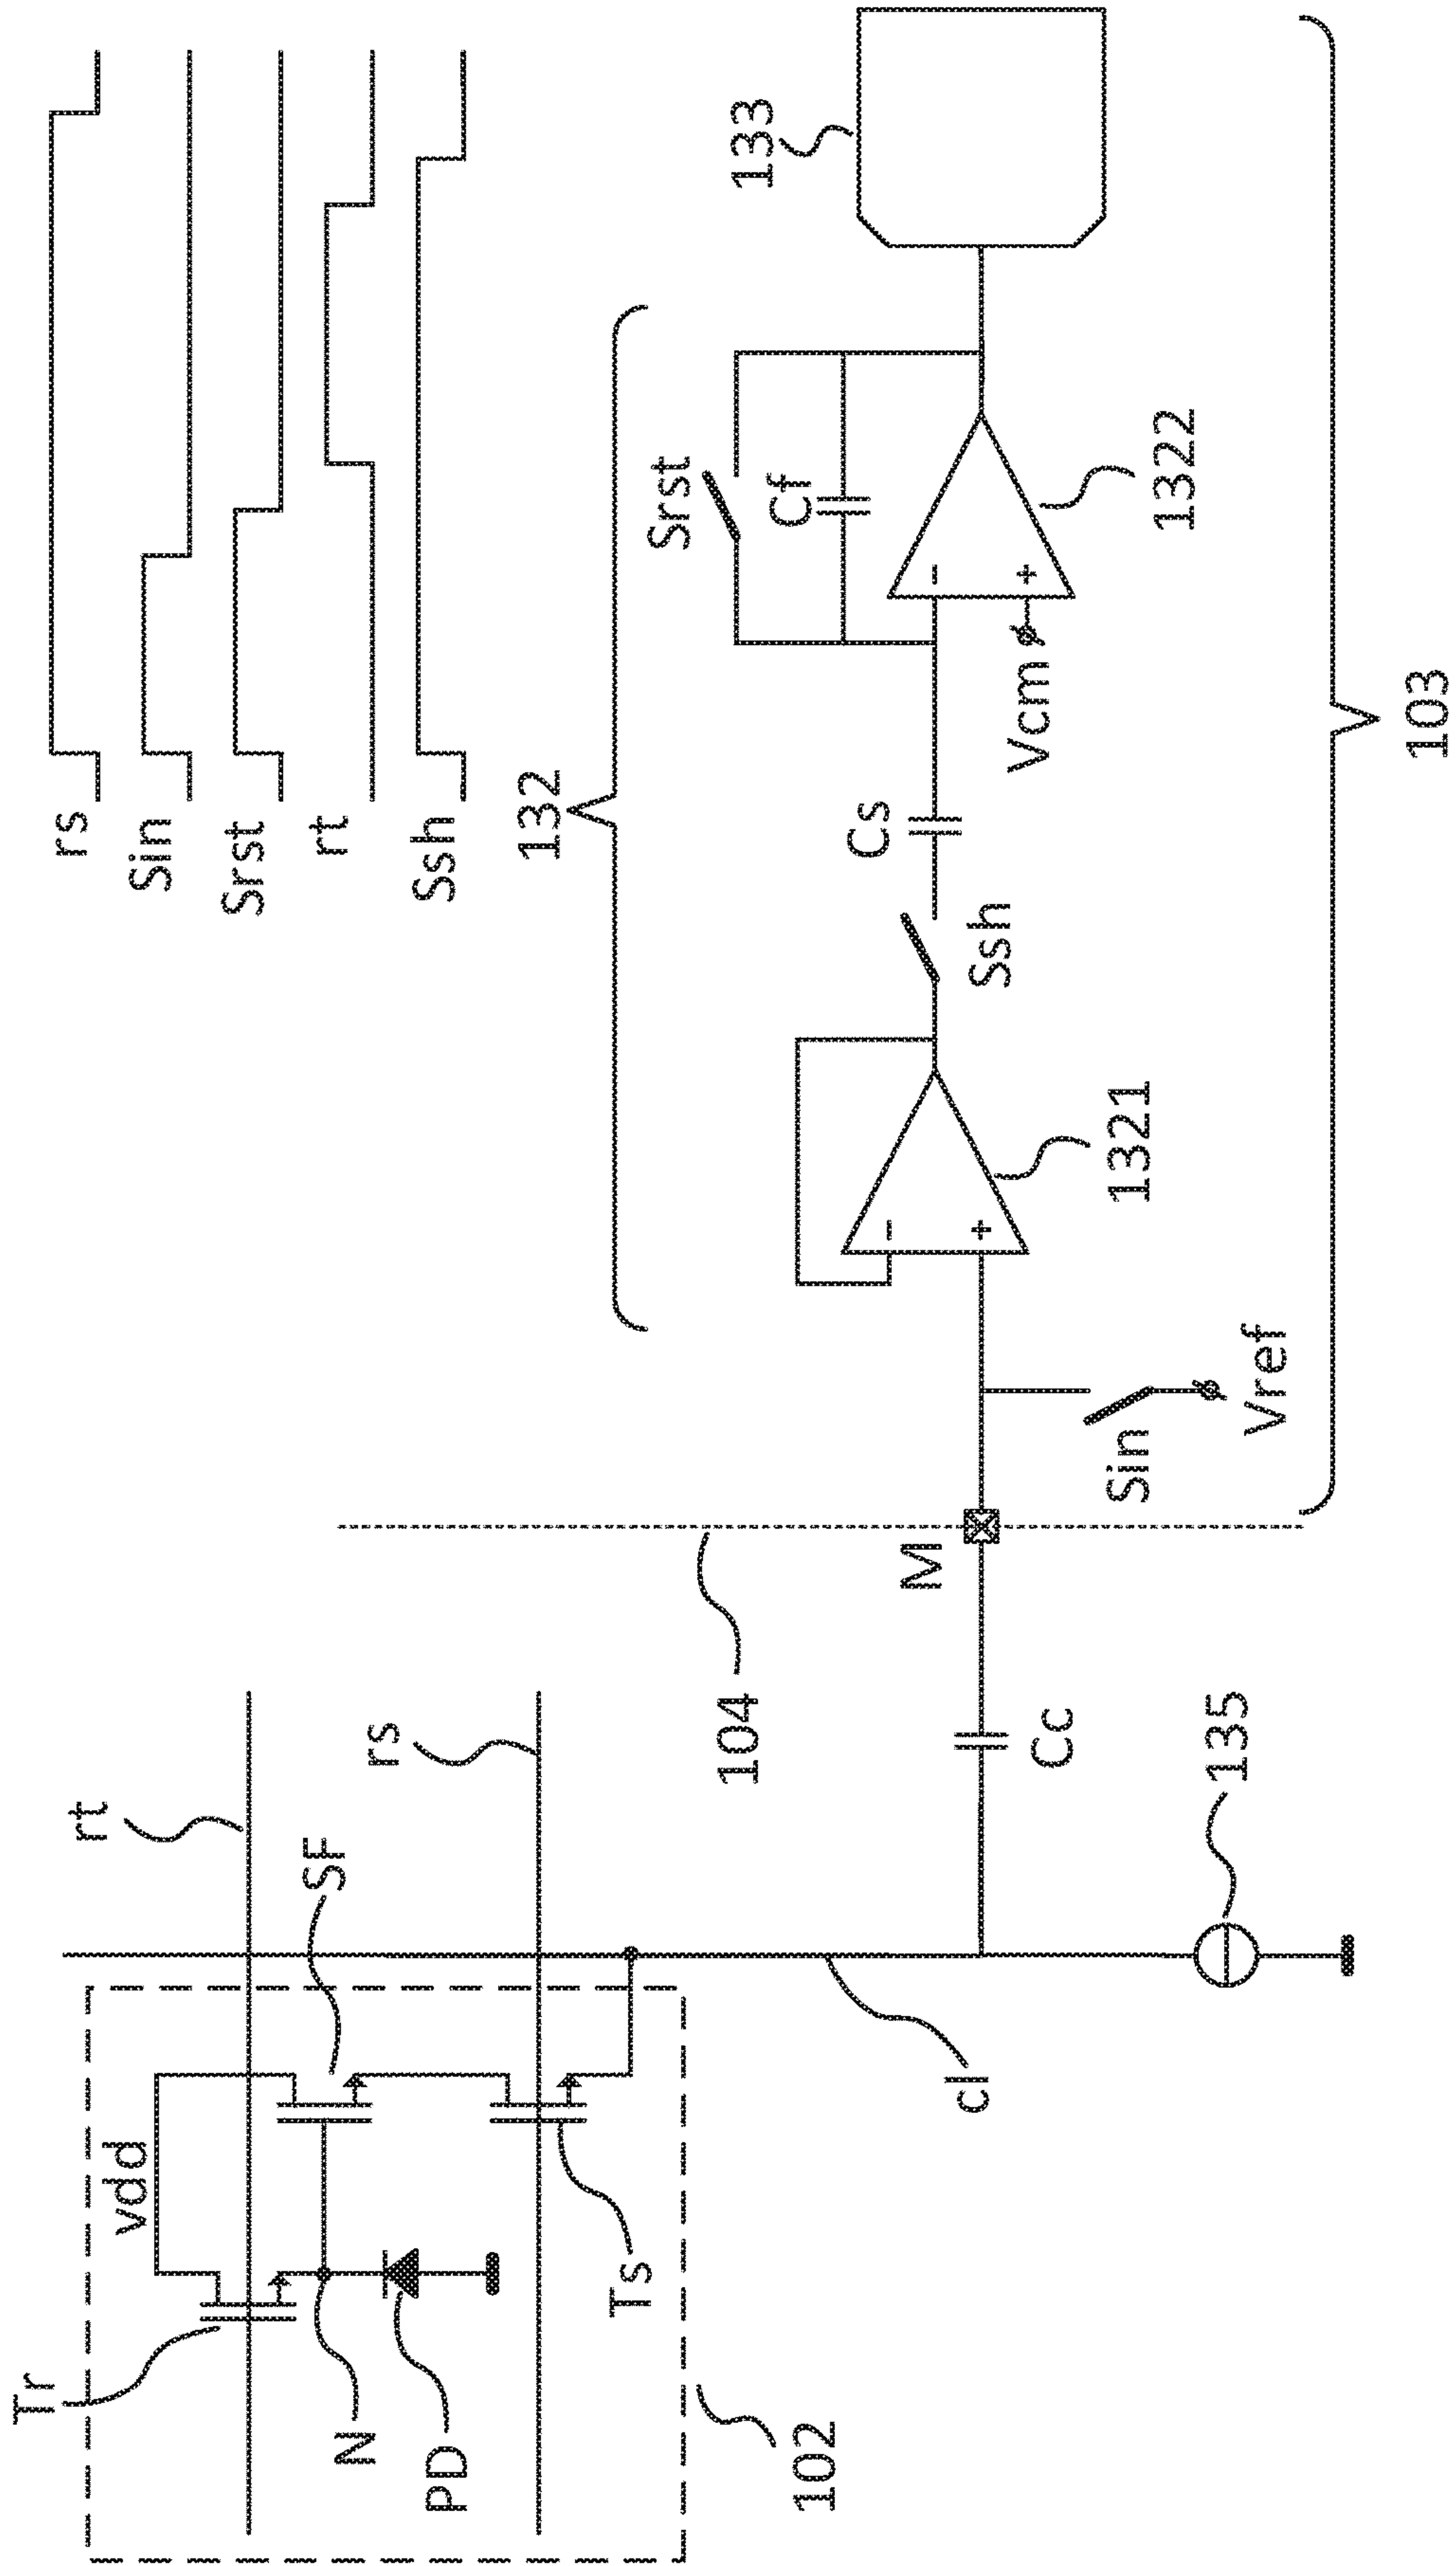 rs
Sin
Srst
rt
Ssh
Tr
vdd
rt
SF
rs
N
PD
Ts
102
cl
135
Cc
104
M
Sin
Vref
132
1321
-
+
Ssh
Cs
Srst
Cf
Vcm
-
+
1322
133
103